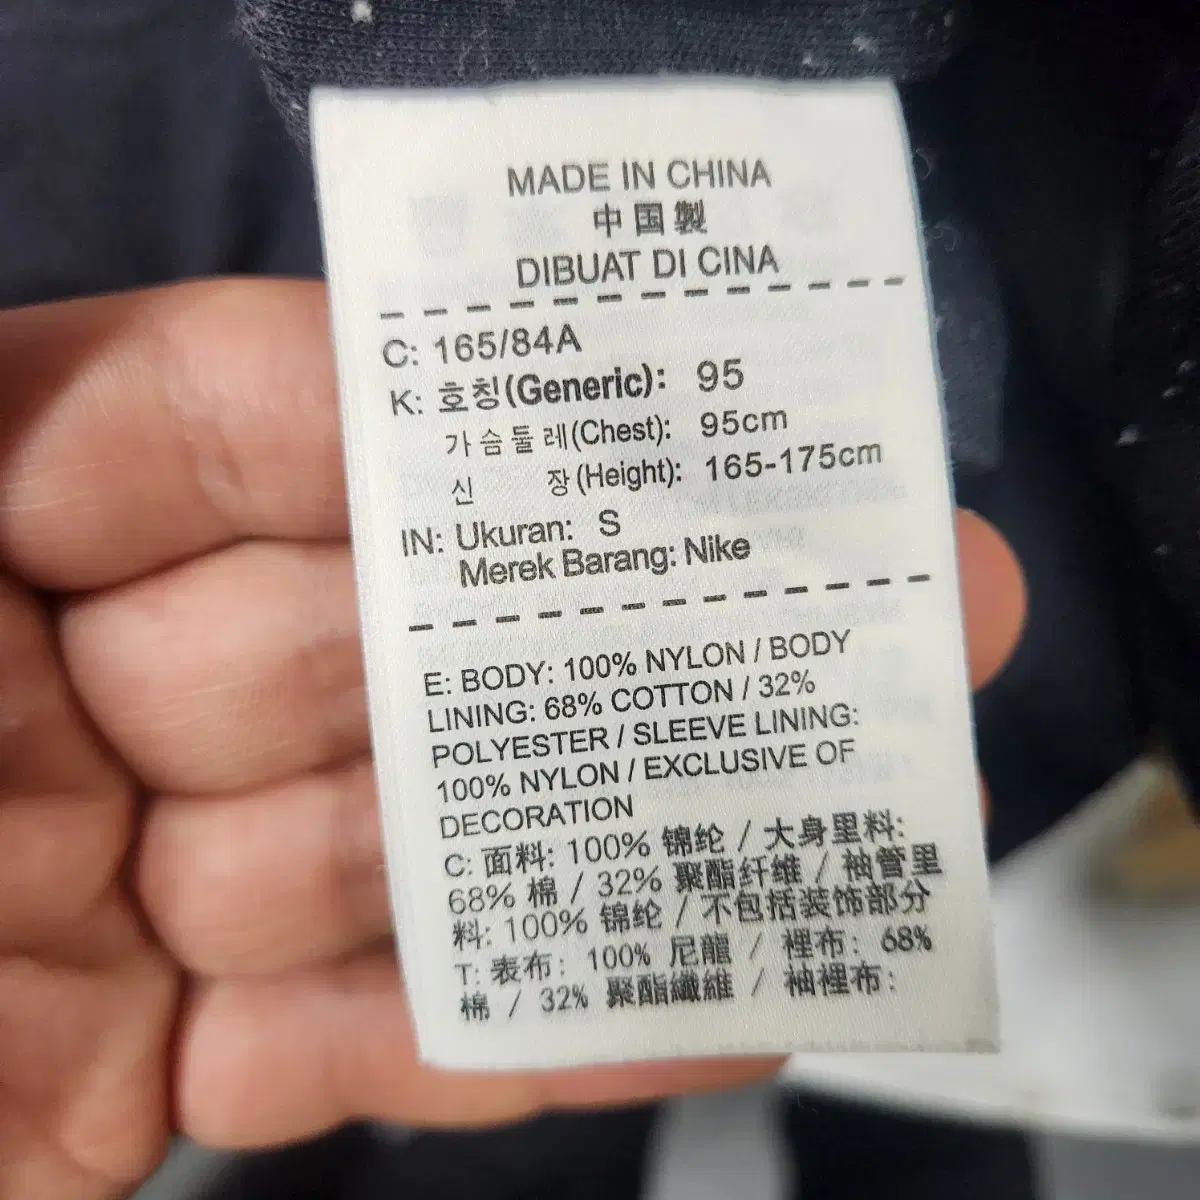 MADE IN CHINA
中国製
DIBUAT DI CINA
C: 165/84A
K: 호칭(Generic): 95
가슴둘레(Chest): 95cm
신 장(Height): 165-175cm
IN: Ukuran: S
Merek Barang: Nike
E: BODY: 100% NYLON / BODY
LINING: 68% COTTON / 32%
POLYESTER / SLEEVE LINING:
100% NYLON / EXCLUSIVE OF
DECORATION
C: 面料: 100% 锦纶 / 大身里料:
68% 棉 / 32% 聚酯纤维 / 袖管里
料: 100% 锦纶 / 不包括装饰部分
T: 表布: 100% 尼龍 / 裡布: 68%
棉 / 32% 聚酯纖維 / 袖裡布: